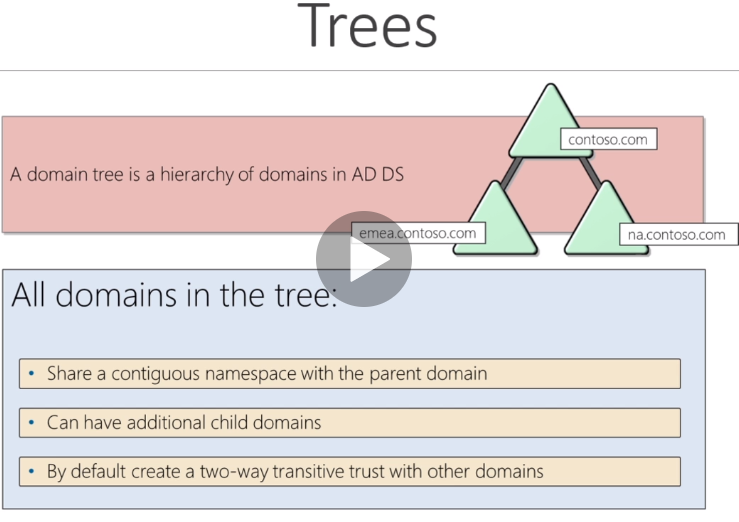 Trees
contoso.com
A domain tree is a hierarchy of domains in AD DS
emea.contoso.com
na.contoso.com
All domains in the tree:
• Share a contiguous namespace with the parent domain
• Can have additional child domains
• By default create a two-way transitive trust with other domains